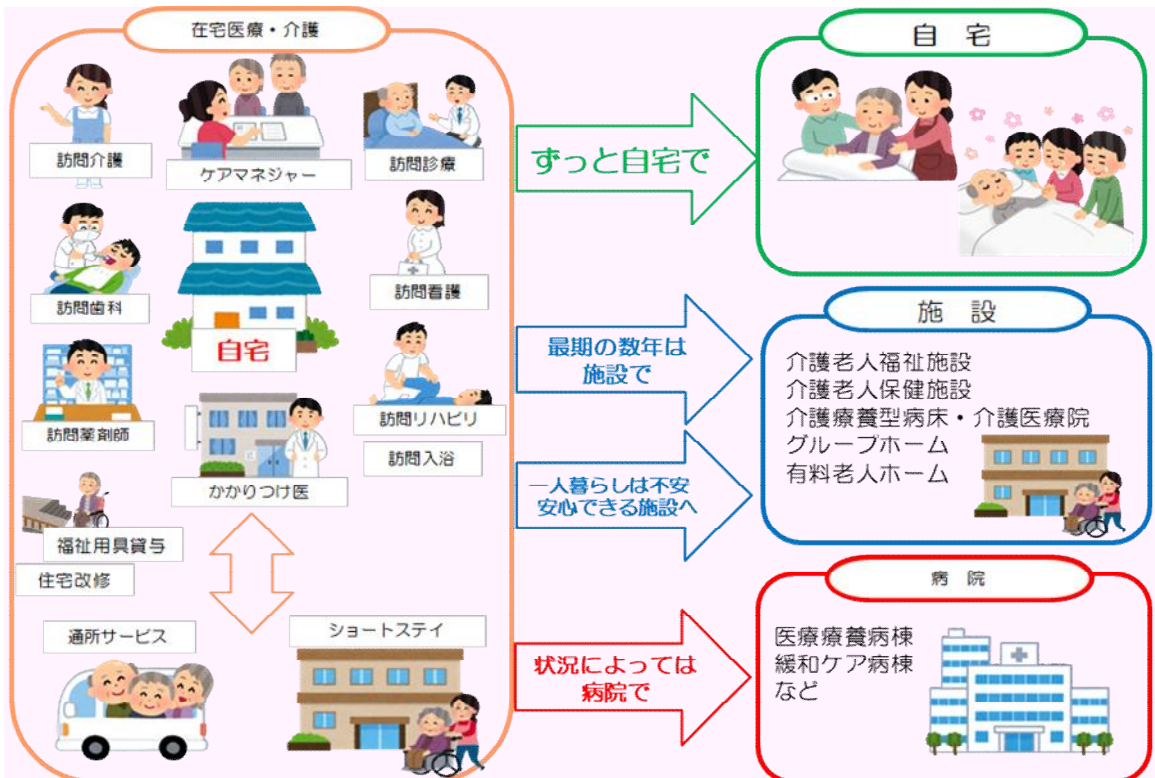 在宅医療・介護
訪問介護
ケアマネジャー
訪問診療
訪問歯科
自宅
訪問看護
訪問薬剤師
かかりつけ医
訪問リハビリ
訪問入浴
福祉用具貸与
住宅改修
通所サービス
ショートステイ
ずっと自宅で
最期の数年は
施設で
一人暮らしは不安
安心できる施設へ
状況によっては
病院で
自宅
施設
介護老人福祉施設
介護老人保健施設
介護療養型病床・介護医療院
グループホーム
有料老人ホーム
病院
医療療養病棟
緩和ケア病棟
など